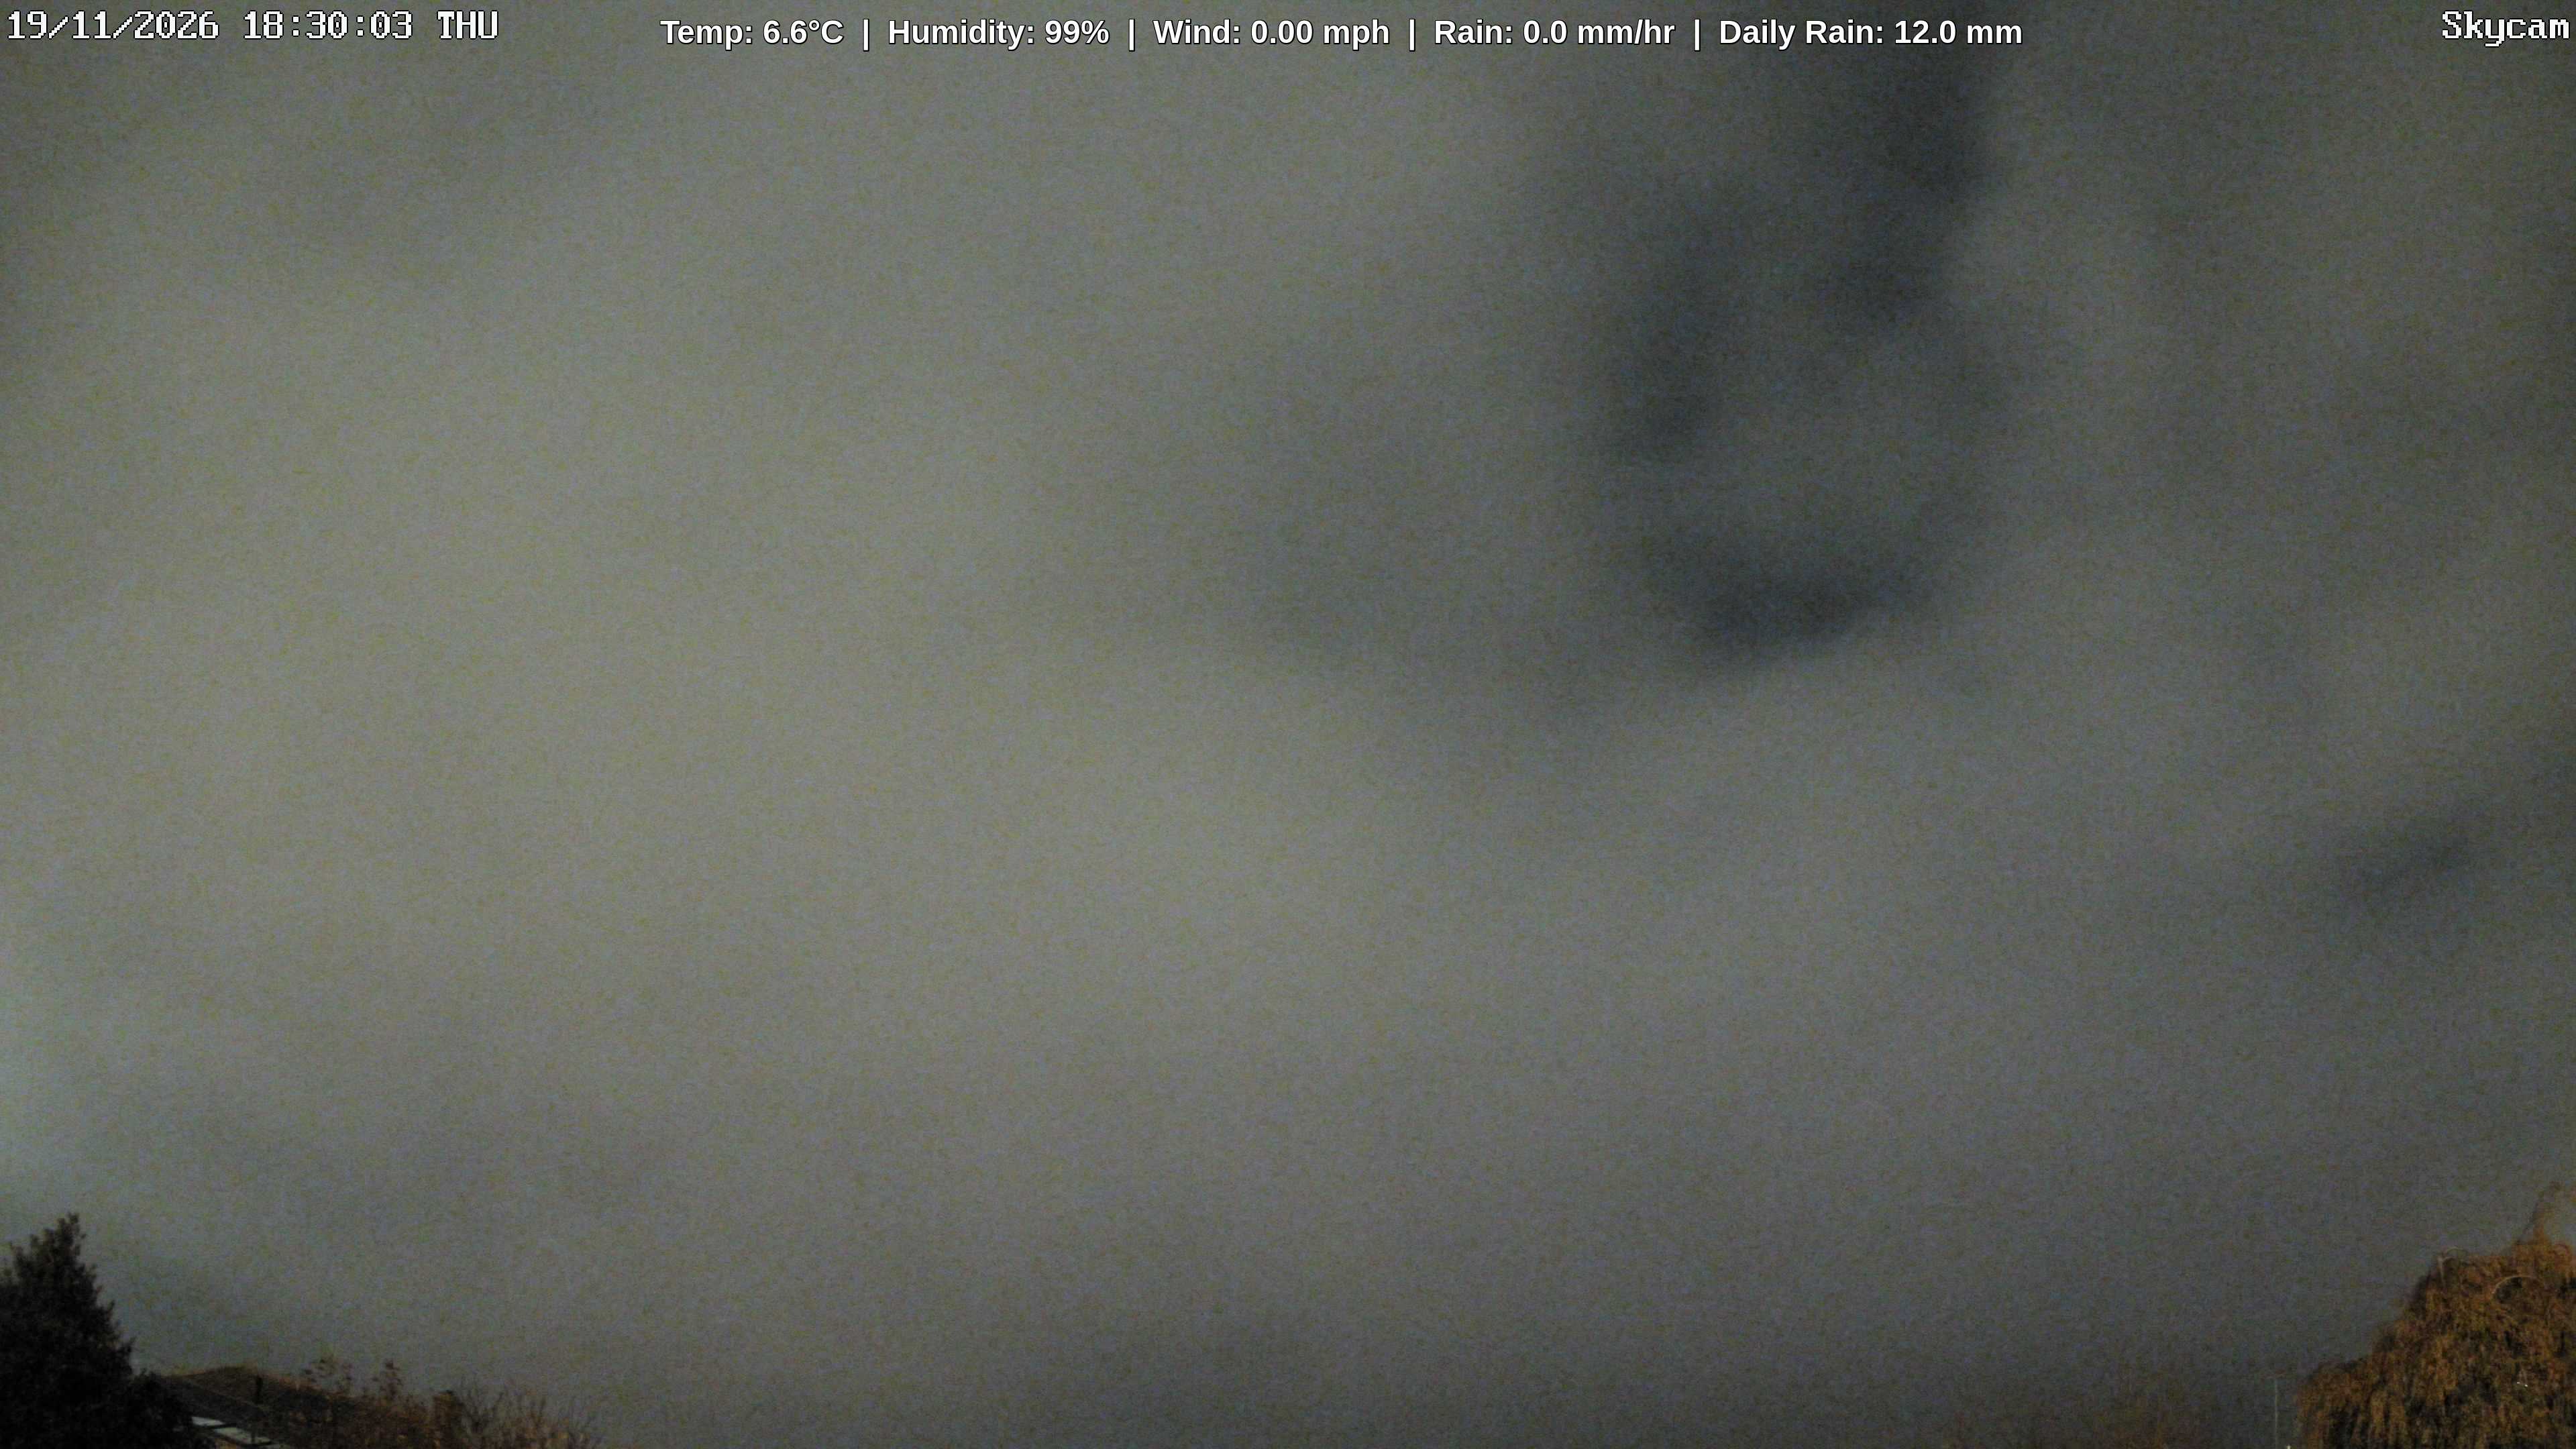 19/11/2026 18:30:03 THU
Temp: 6.6°C | Humidity: 99% | Wind: 0.00 mph | Rain: 0.0 mm/hr | Daily Rain: 12.0 mm
Skycam